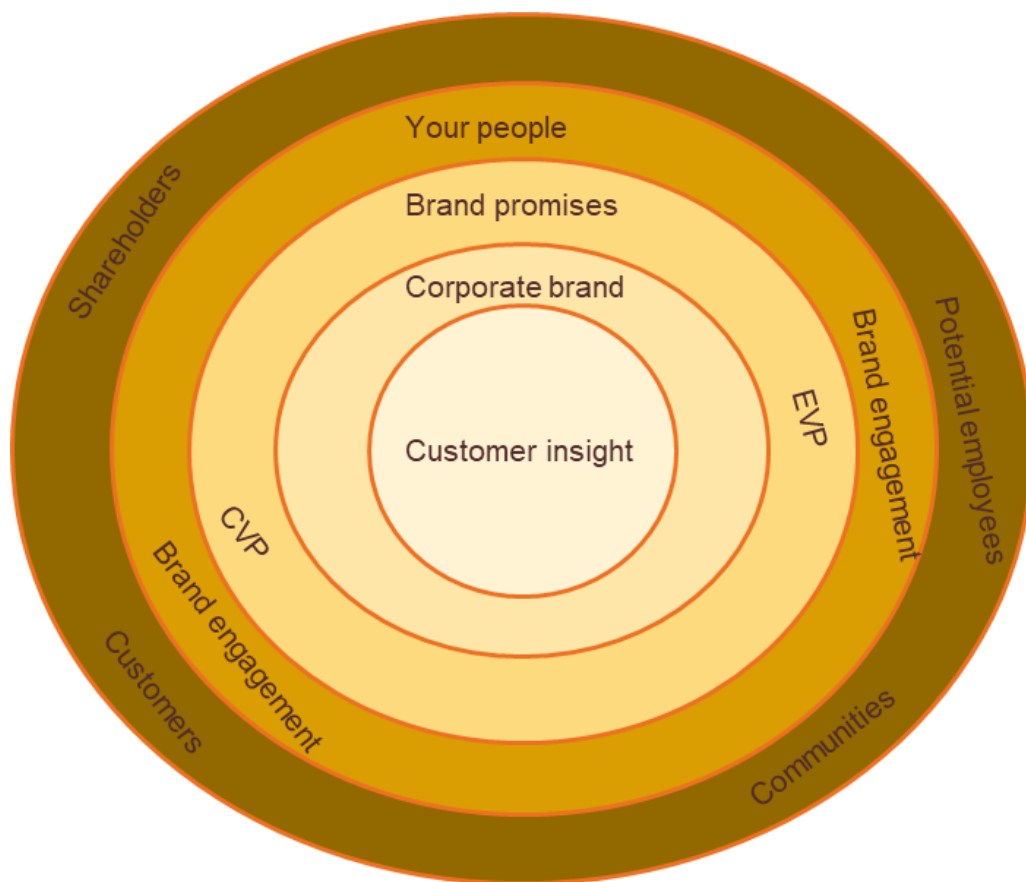 Your people
Shareholders
Brand promises
Corporate brand
Potential employees
Brand engagement
EVP
Customer insight
CVP
Brand engagement
Customers
Communities